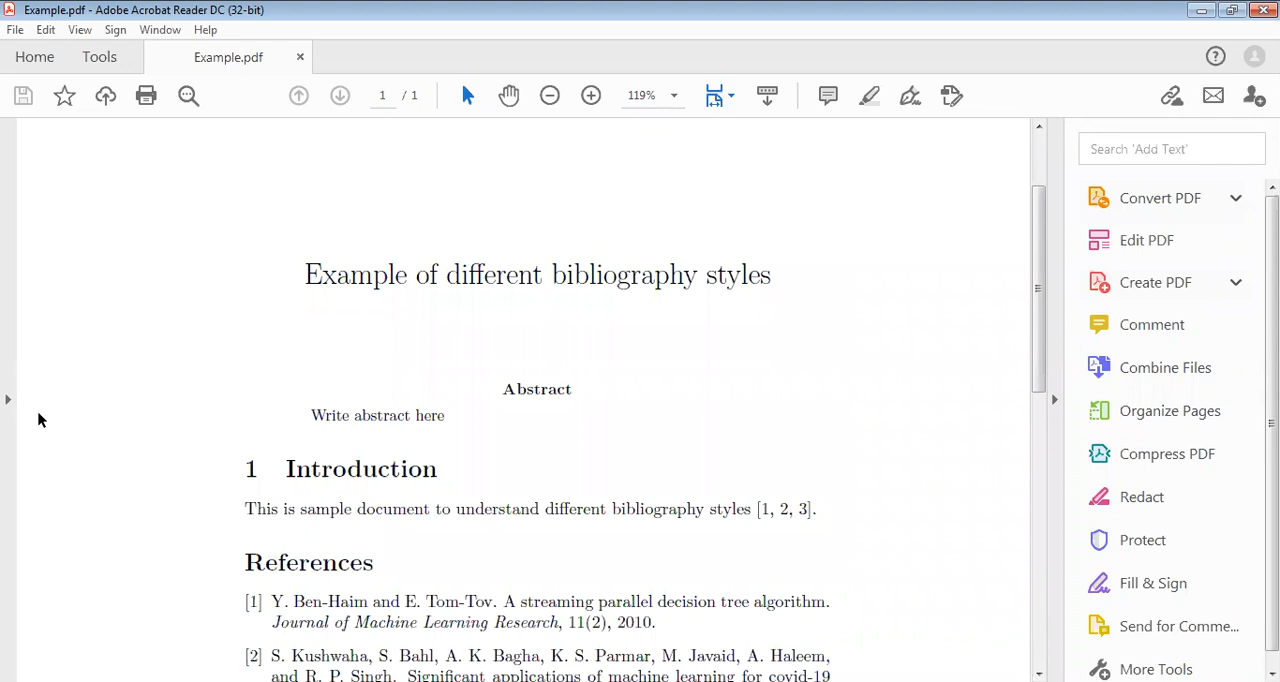 Example.pdf - Adobe Acrobat Reader DC (32-bit)
File Edit View Sign Window Help
Home Tools Example.pdf
1 / 1 119%
Search 'Add Text'
Convert PDF
Edit PDF
Create PDF
Comment
Combine Files
Organize Pages
Compress PDF
Redact
Protect
Fill & Sign
Send for Comme...
More Tools
Example of different bibliography styles
Abstract
Write abstract here
1 Introduction
This is sample document to understand different bibliography styles [1, 2, 3].
References
[1] Y. Ben-Haim and E. Tom-Tov. A streaming parallel decision tree algorithm.
Journal of Machine Learning Research, 11(2), 2010.
[2] S. Kushwaha, S. Bahl, A. K. Bagha, K. S. Parmar, M. Javaid, A. Haleem,
and R. P. Singh. Significant applications of machine learning for covid-19